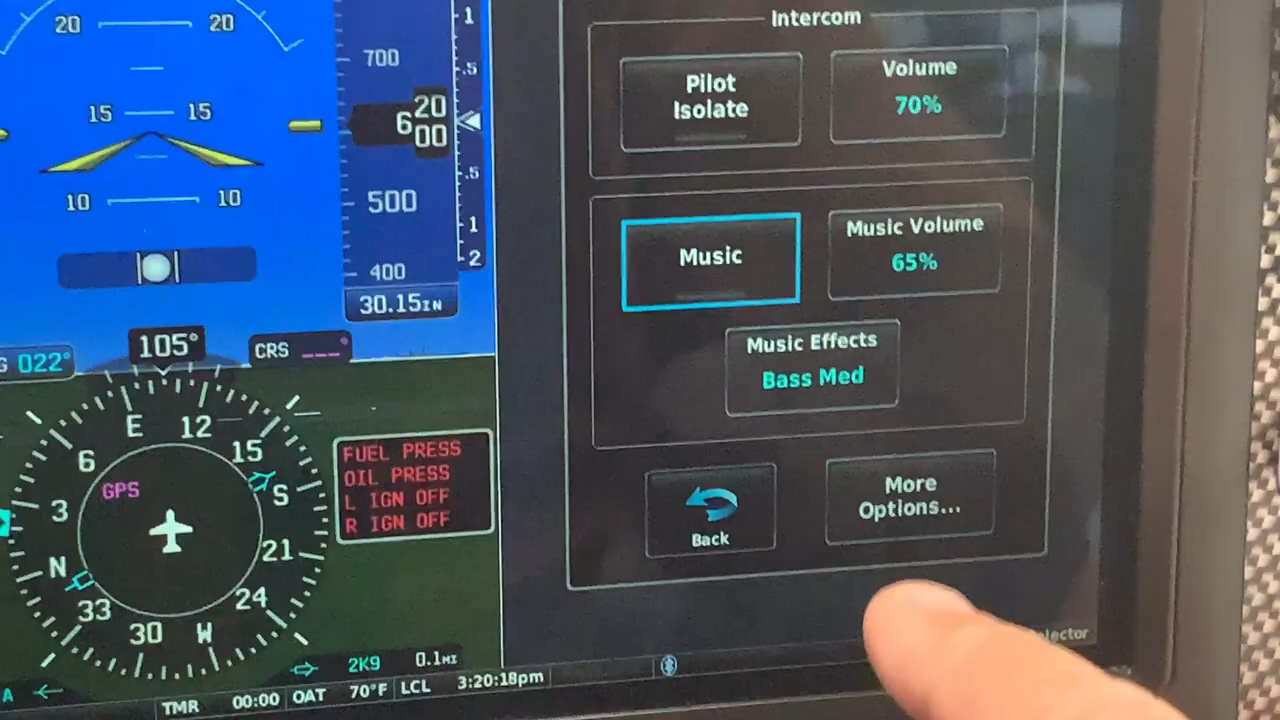 20 20
15 15
10 10
1
.5
.5
1
2
700
6 20
00
500
400
30.15IN
105°
022°
CRS ___°
E
12
15
S
21
24
W
30
33
N
3
6
GPS
FUEL PRESS
OIL PRESS
L IGN OFF
R IGN OFF
2K9 0.1MI
A
TMR 00:00 OAT 70°F LCL 3:20:18pm
Intercom
Pilot
Isolate
Volume
70%
Music
Music Volume
65%
Music Effects
Bass Med
Back
More
Options...